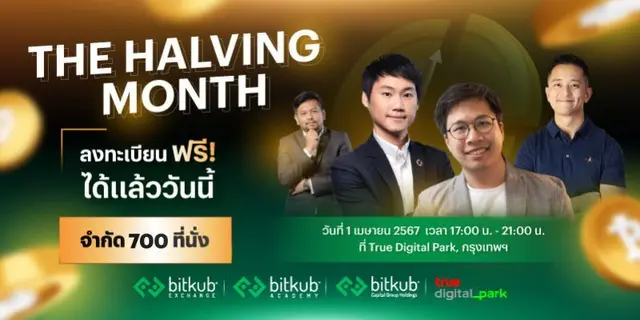 THE HALVING
MONTH
ลงทะเบียน ฟรี!
ได้แล้ววันนี้
จำกัด 700 ที่นั่ง
วันที่ 1 เมษายน 2567 เวลา 17:00 น. - 21:00 น.
ที่ True Digital Park, กรุงเทพฯ
bitkub
EXCHANGE
bitkub
ACADEMY
bitkub
Capital Group Holdings
true
digital_park